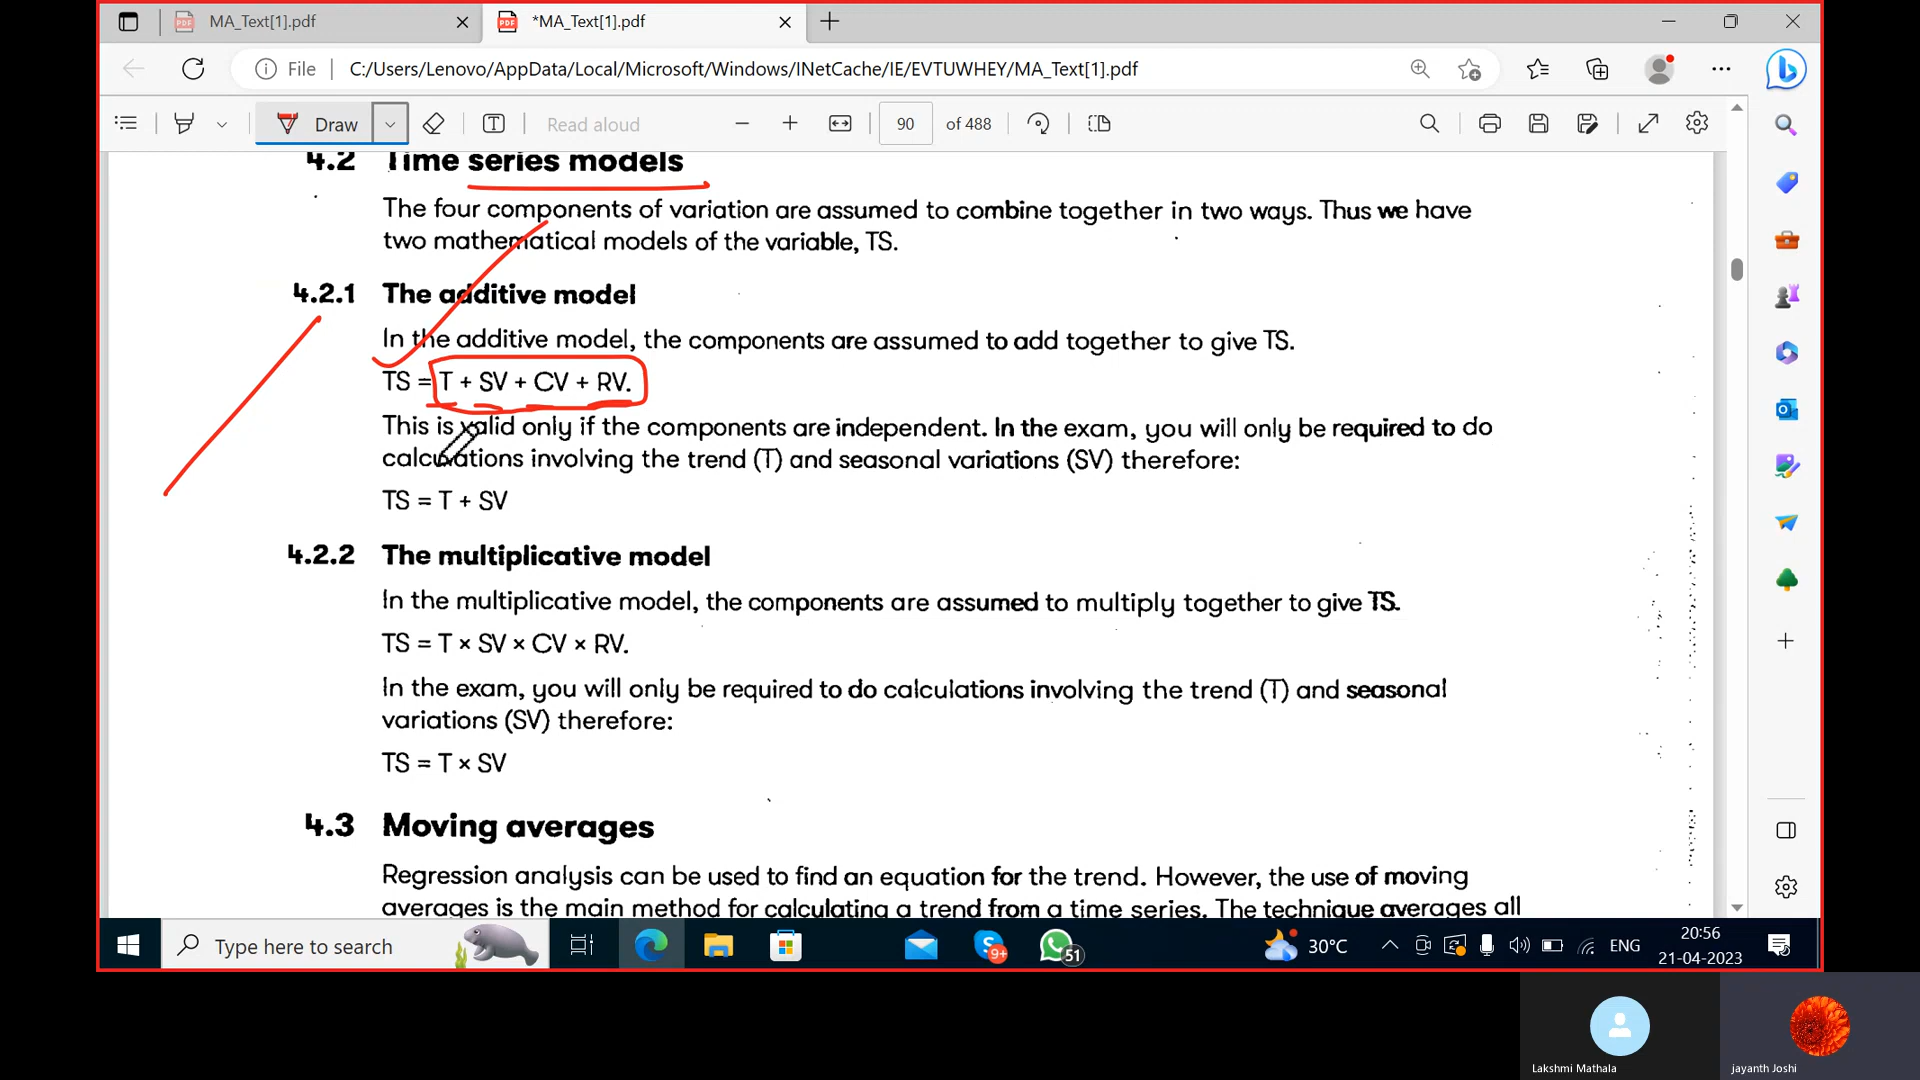 MA_Text[1].pdf
*MA_Text[1].pdf
File
C:/Users/Lenovo/AppData/Local/Microsoft/Windows/INetCache/IE/EVTUWHEY/MA_Text[1].pdf
Draw
Read aloud
90 of 488
4.2 Time series models
The four components of variation are assumed to combine together in two ways. Thus we have
two mathematical models of the variable, TS.
4.2.1 The additive model
In the additive model, the components are assumed to add together to give TS.
TS = T + SV + CV + RV.
This is valid only if the components are independent. In the exam, you will only be required to do
calculations involving the trend (T) and seasonal variations (SV) therefore:
TS = T + SV
4.2.2 The multiplicative model
In the multiplicative model, the components are assumed to multiply together to give TS.
TS = T × SV × CV × RV.
In the exam, you will only be required to do calculations involving the trend (T) and seasonal
variations (SV) therefore:
TS = T × SV
4.3 Moving averages
Regression analysis can be used to find an equation for the trend. However, the use of moving
averages is the main method for calculating a trend from a time series. The technique averages all
Type here to search
9+
51
30°C
ENG
20:56
21-04-2023
Lakshmi Mathala
jayanth Joshi